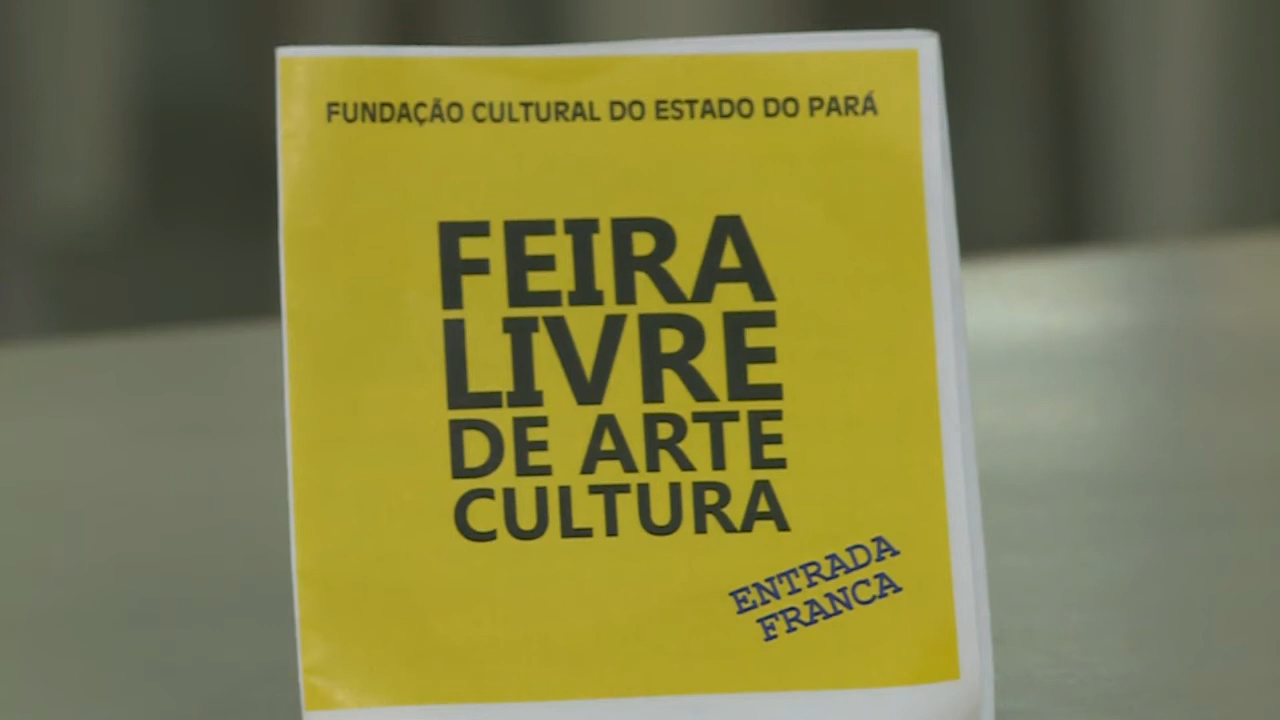 FUNDAÇÃO CULTURAL DO ESTADO DO PARÁ
FEIRA
LIVRE
DE ARTE
CULTURA
ENTRADA
FRANCA